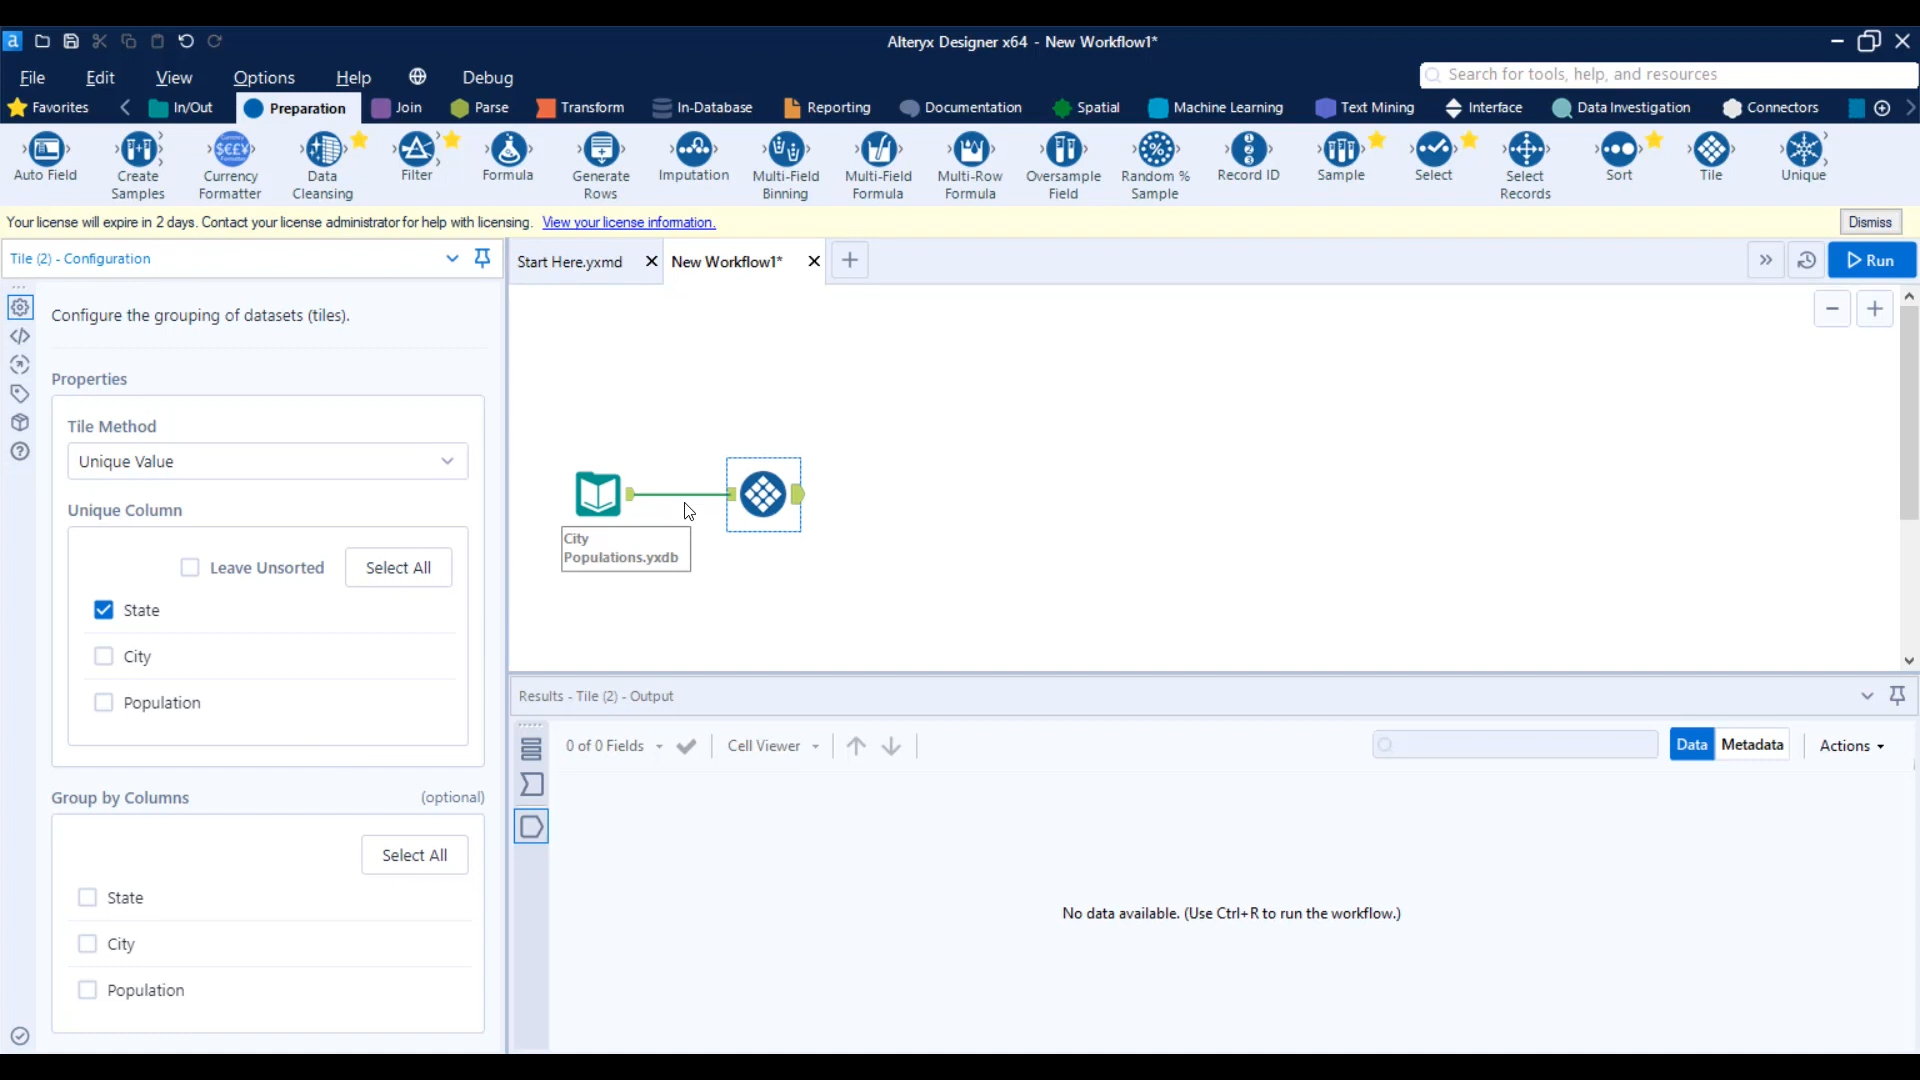 a
Alteryx Designer x64 - New Workflow1*
File Edit View Options Help Debug
Search for tools, help, and resources
Favorites In/Out Preparation Join Parse Transform In-Database Reporting Documentation Spatial Machine Learning Text Mining Interface Data Investigation Connectors
Auto Field
Create
Samples
Currency
Formatter
Data
Cleansing
Filter
Formula
Generate
Rows
Imputation
Multi-Field
Binning
Multi-Field
Formula
Multi-Row
Formula
Oversample
Field
Random %
Sample
Record ID
Sample
Select
Select
Records
Sort
Tile
Unique
Your license will expire in 2 days. Contact your license administrator for help with licensing. View your license information.
Dismiss
Tile (2) - Configuration
Start Here.yxmd
New Workflow1*
Run
Configure the grouping of datasets (tiles).
Properties
Tile Method
Unique Value
Unique Column
Leave Unsorted
Select All
State
City
Population
Group by Columns (optional)
Select All
State
City
Population
City
Populations.yxdb
Results - Tile (2) - Output
0 of 0 Fields
Cell Viewer
Data
Metadata
Actions
No data available. (Use Ctrl+R to run the workflow.)